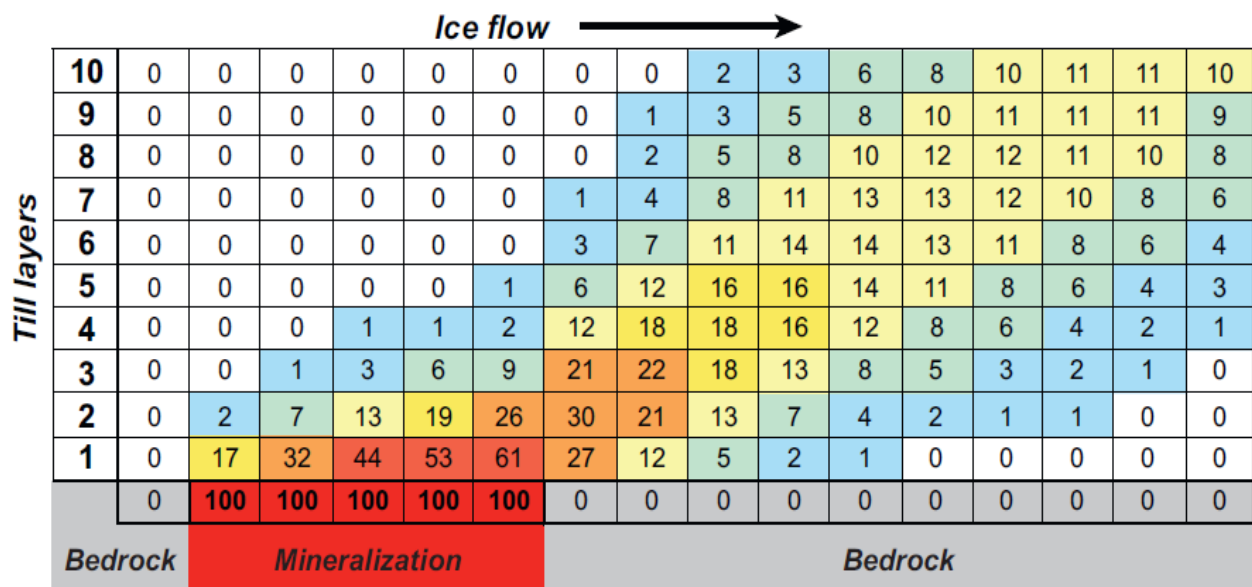 Ice flow
Till layers
10 0 0 0 0 0 0 0 0 2 3 6 8 10 11 11 10
9 0 0 0 0 0 0 0 1 3 5 8 10 11 11 11 9
8 0 0 0 0 0 0 0 2 5 8 10 12 12 11 10 8
7 0 0 0 0 0 0 1 4 8 11 13 13 12 10 8 6
6 0 0 0 0 0 0 3 7 11 14 14 13 11 8 6 4
5 0 0 0 0 0 1 6 12 16 16 14 11 8 6 4 3
4 0 0 0 1 1 2 12 18 18 16 12 8 6 4 2 1
3 0 0 1 3 6 9 21 22 18 13 8 5 3 2 1 0
2 0 2 7 13 19 26 30 21 13 7 4 2 1 1 0 0
1 0 17 32 44 53 61 27 12 5 2 1 0 0 0 0 0
0 100 100 100 100 100 0 0 0 0 0 0 0 0 0 0
Bedrock Mineralization Bedrock